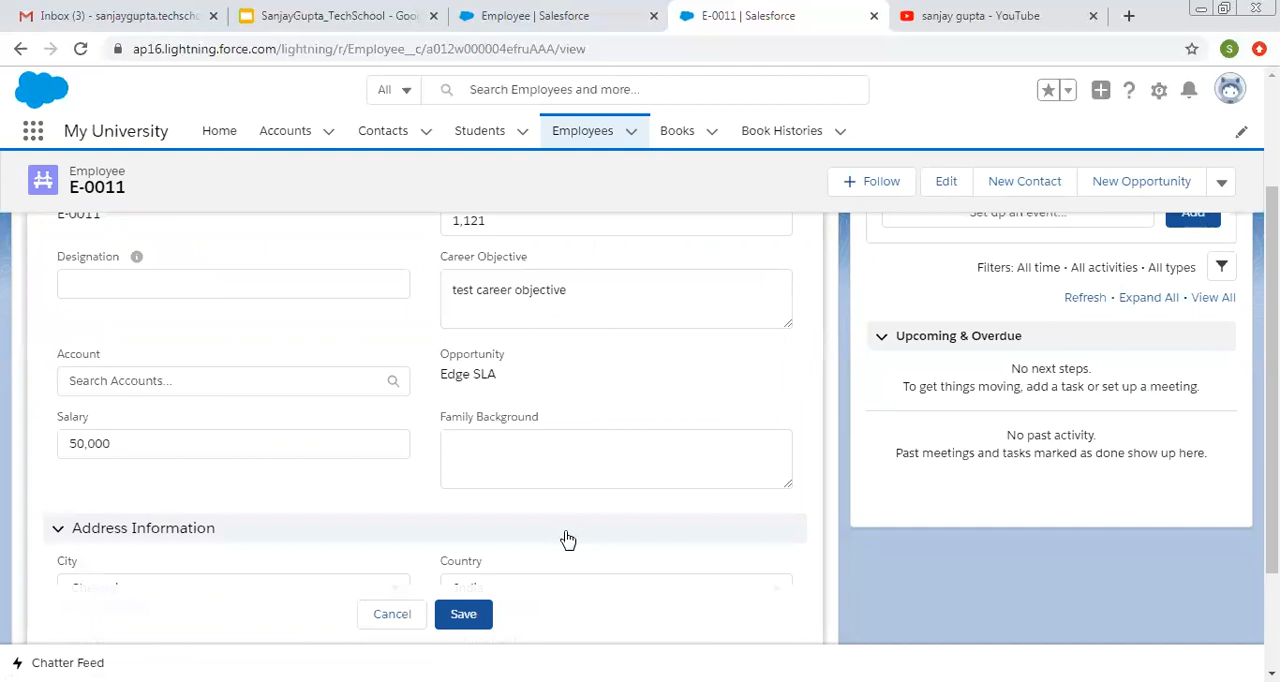 Inbox (3) - sanjaygupta.techscho
SanjayGupta_TechSchool - Goo
Employee | Salesforce
E-0011 | Salesforce
sanjay gupta - YouTube
ap16.lightning.force.com/lightning/r/Employee__c/a012w000004efruAAA/view
S
All
Search Employees and more...
My University
Home
Accounts
Contacts
Students
Employees
Books
Book Histories
Employee
E-0011
Follow
Edit
New Contact
New Opportunity
E-0011
1,121
Set up an event...
Add
Designation
Career Objective
test career objective
Filters: All time • All activities • All types
Refresh • Expand All • View All
Upcoming & Overdue
No next steps.
To get things moving, add a task or set up a meeting.
No past activity.
Past meetings and tasks marked as done show up here.
Account
Search Accounts...
Opportunity
Edge SLA
Salary
50,000
Family Background
Address Information
City
Country
India
Cancel
Save
Chatter Feed